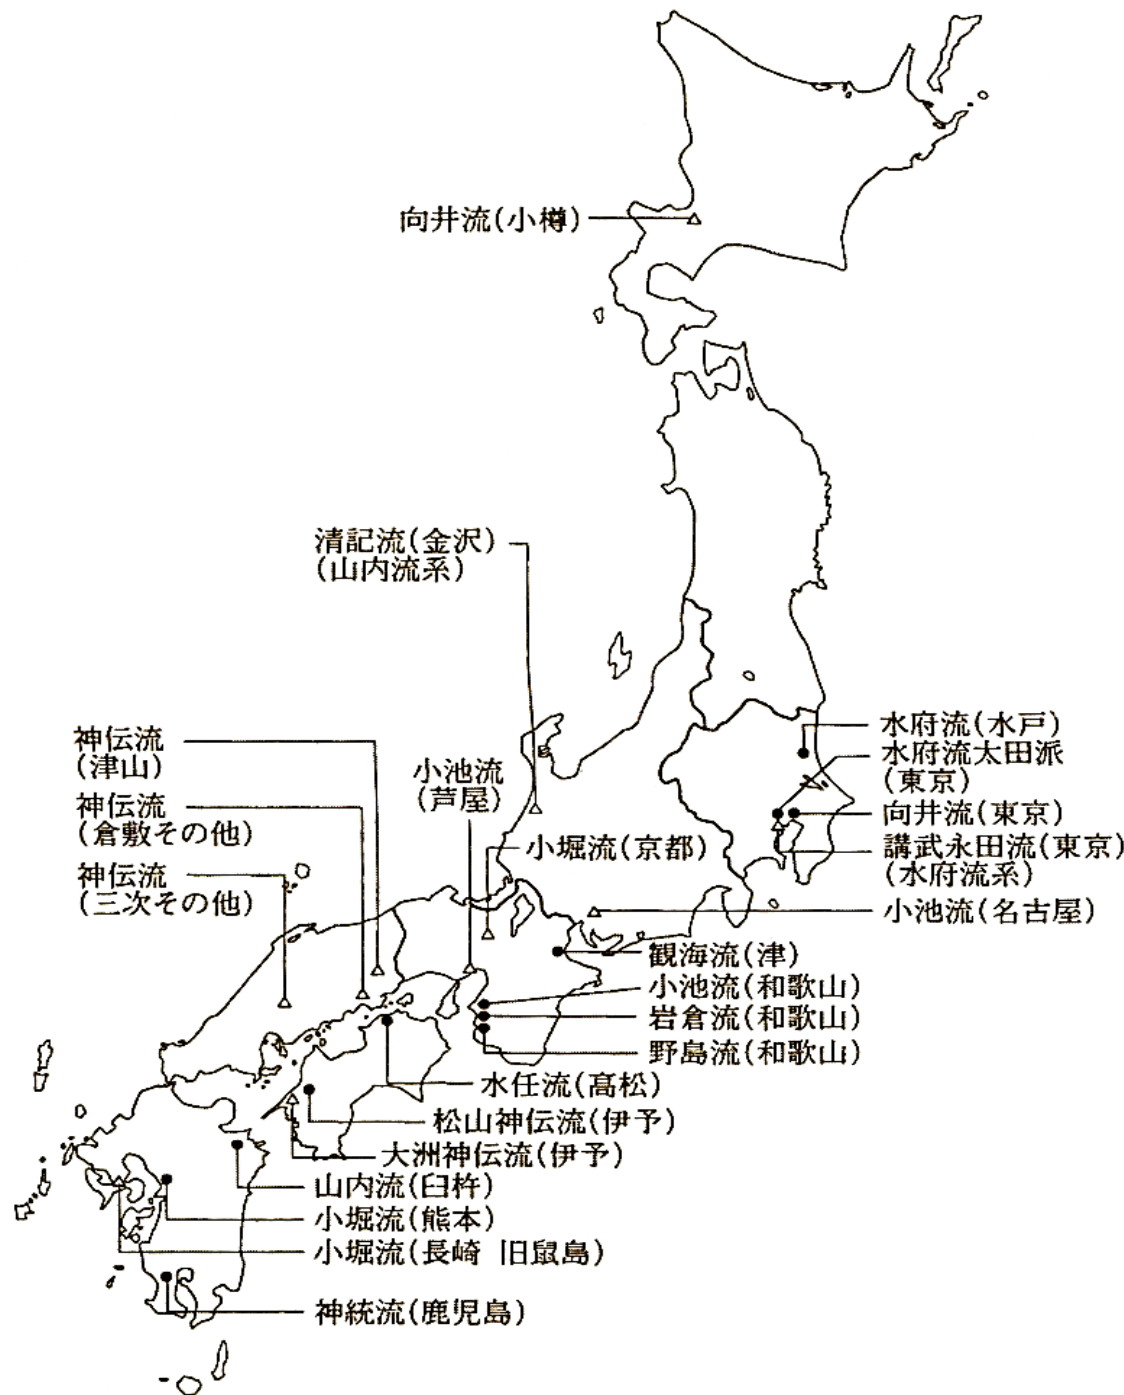 向井流(小樽)
清記流(金沢)
(山内流系)
神伝流
(津山)
小池流
(芦屋)
神伝流
(倉敷その他)
小堀流(京都)
神伝流
(三次その他)
水府流(水戸)
水府流太田派
(東京)
向井流(東京)
講武永田流(東京)
(水府流系)
小池流(名古屋)
観海流(津)
小池流(和歌山)
岩倉流(和歌山)
野島流(和歌山)
水任流(高松)
松山神伝流(伊予)
大洲神伝流(伊予)
山内流(臼杵)
小堀流(熊本)
小堀流(長崎 旧鼠島)
神統流(鹿児島)